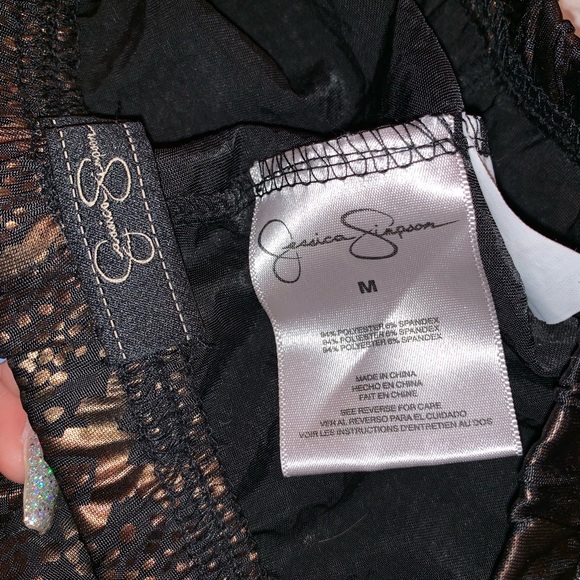 Jessica Simpson
Jessica Simpson
M
94% POLYESTER 6% SPANDEX
94% POLYESTER 6% SPANDEX
94% POLYESTER 6% SPANDEX
MADE IN CHINA
HECHO EN CHINA
FAIT EN CHINE
SEE REVERSE FOR CARE
VER AL REVERSO PARA EL CUIDADO
VOIR LES INSTRUCTIONS D'ENTRETIEN AU DOS